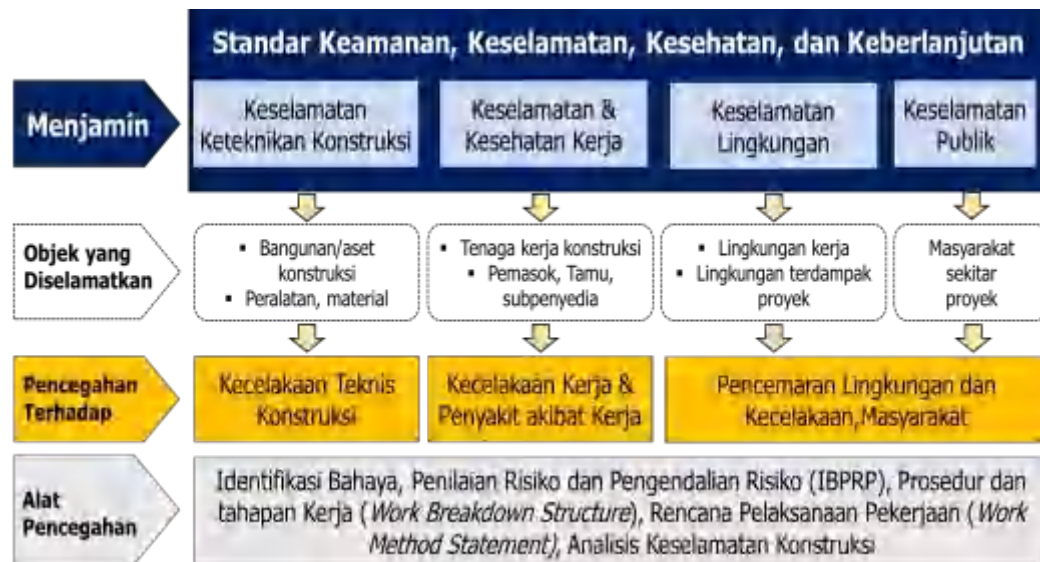 Standar Keamanan, Keselamatan, Kesehatan, dan Keberlanjutan
Menjamin
Keselamatan
Keteknikan Konstruksi
Keselamatan &
Kesehatan Kerja
Keselamatan
Lingkungan
Keselamatan
Publik
Objek yang
Diselamatkan
▪ Bangunan/aset
konstruksi
▪ Peralatan, material
▪ Tenaga kerja konstruksi
▪ Pemasok, Tamu,
subpenyedia
▪ Lingkungan kerja
▪ Lingkungan terdampak
proyek
Masyarakat
sekitar
proyek
Pencegahan
Terhadap
Kecelakaan Teknis
Konstruksi
Kecelakaan Kerja &
Penyakit akibat Kerja
Pencemaran Lingkungan dan
Kecelakaan,Masyarakat
Alat
Pencegahan
Identifikasi Bahaya, Penilaian Risiko dan Pengendalian Risiko (IBPRP), Prosedur dan
tahapan Kerja (Work Breakdown Structure), Rencana Pelaksanaan Pekerjaan (Work
Method Statement), Analisis Keselamatan Konstruksi